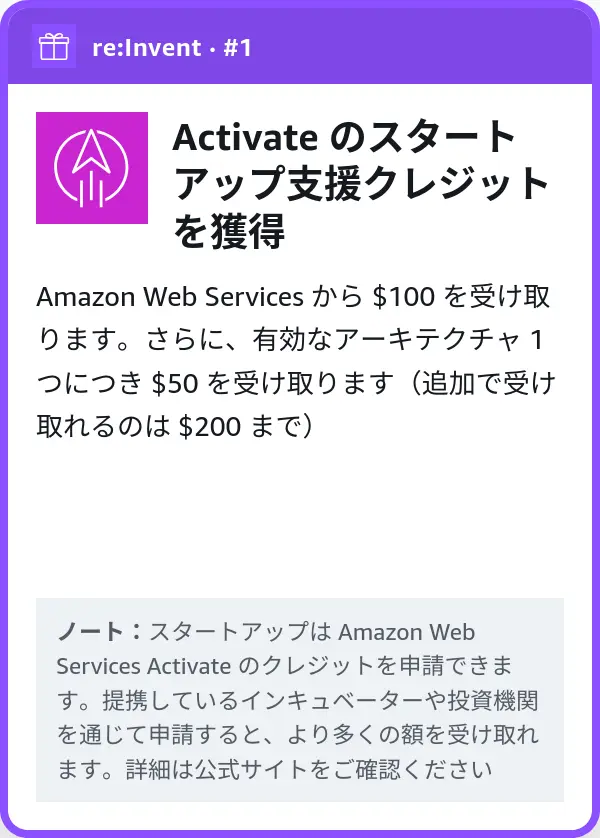 re:Invent · #1
Activate のスタート
アップ支援クレジット
を獲得
Amazon Web Services から $100 を受け取
ります。さらに、有効なアーキテクチャ 1
つにつき $50 を受け取ります（追加で受け
取れるのは $200 まで）
ノート：スタートアップは Amazon Web
Services Activate のクレジットを申請できま
す。提携しているインキュベーターや投資機関
を通じて申請すると、より多くの額を受け取れ
ます。詳細は公式サイトをご確認ください